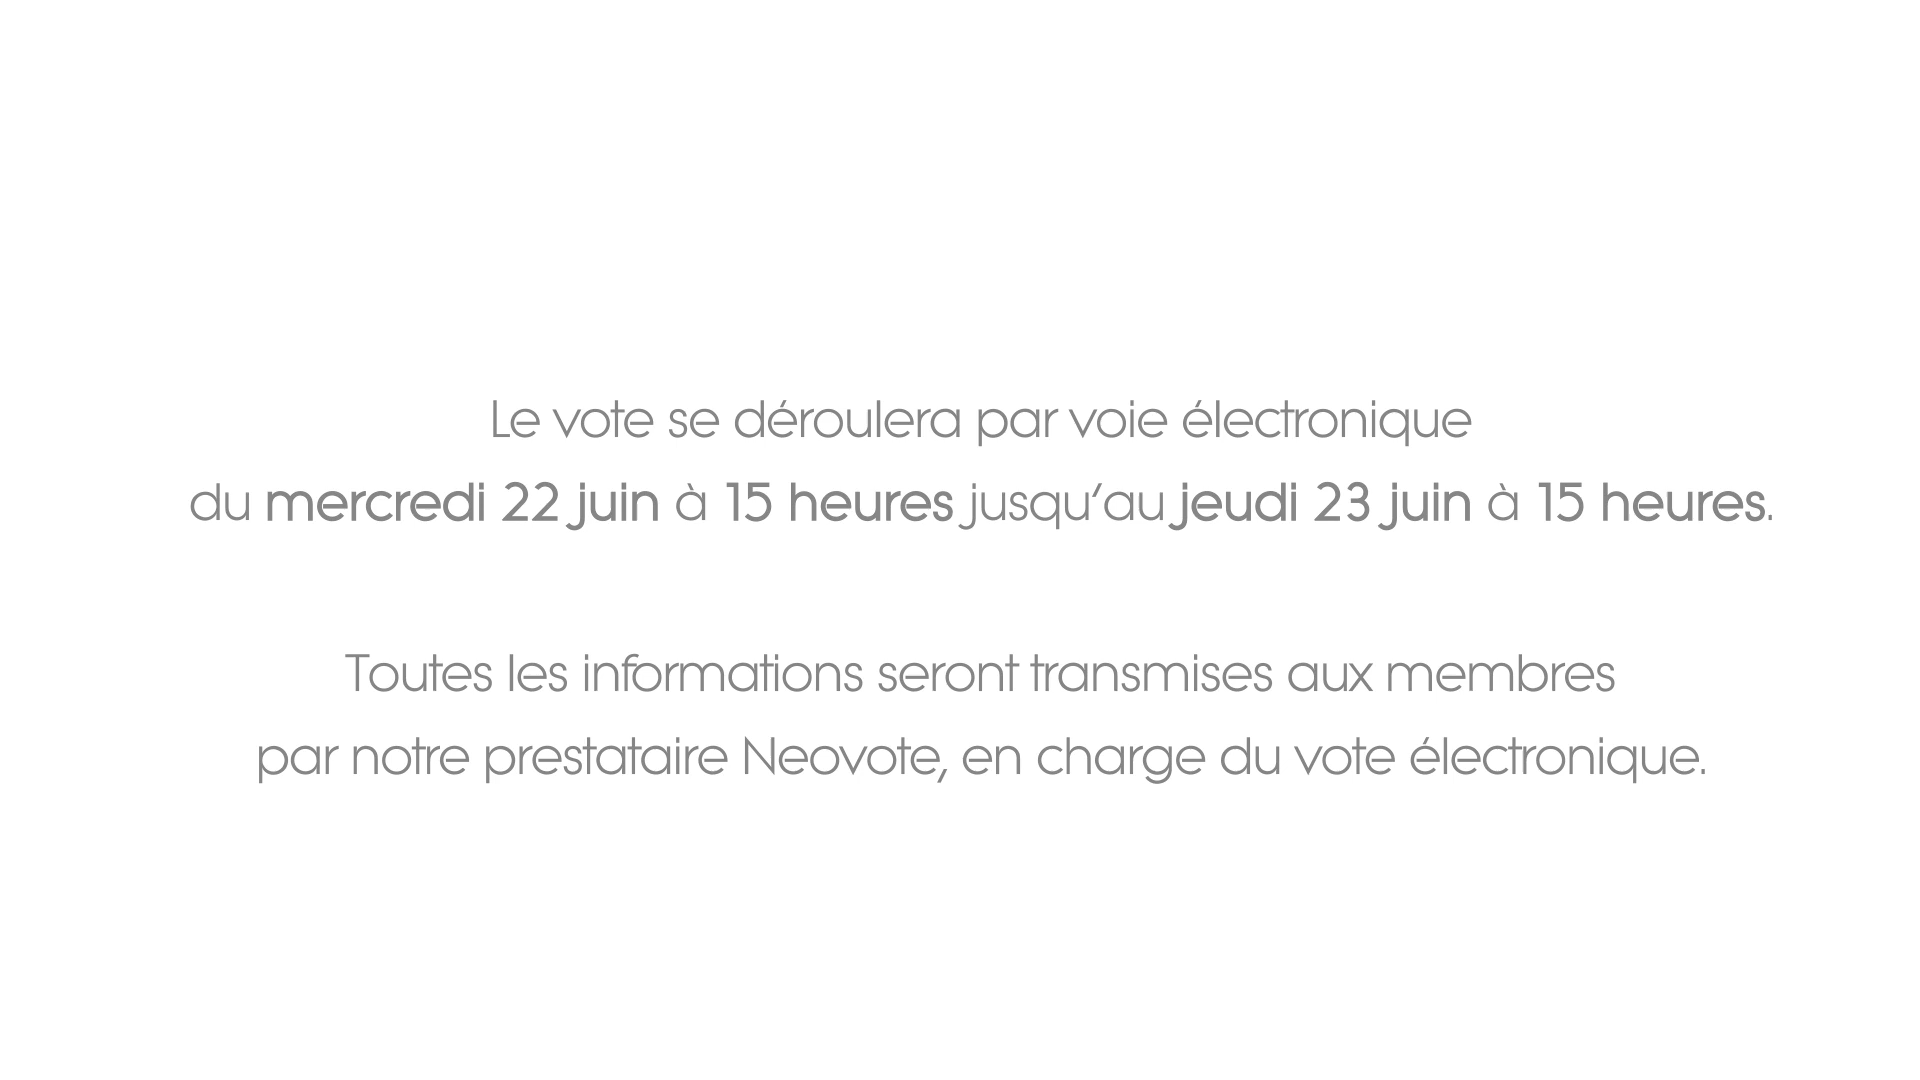 Le vote se déroulera par voie électronique
du mercredi 22 juin à 15 heures jusqu’au jeudi 23 juin à 15 heures.
Toutes les informations seront transmises aux membres
par notre prestataire Neovote, en charge du vote électronique.